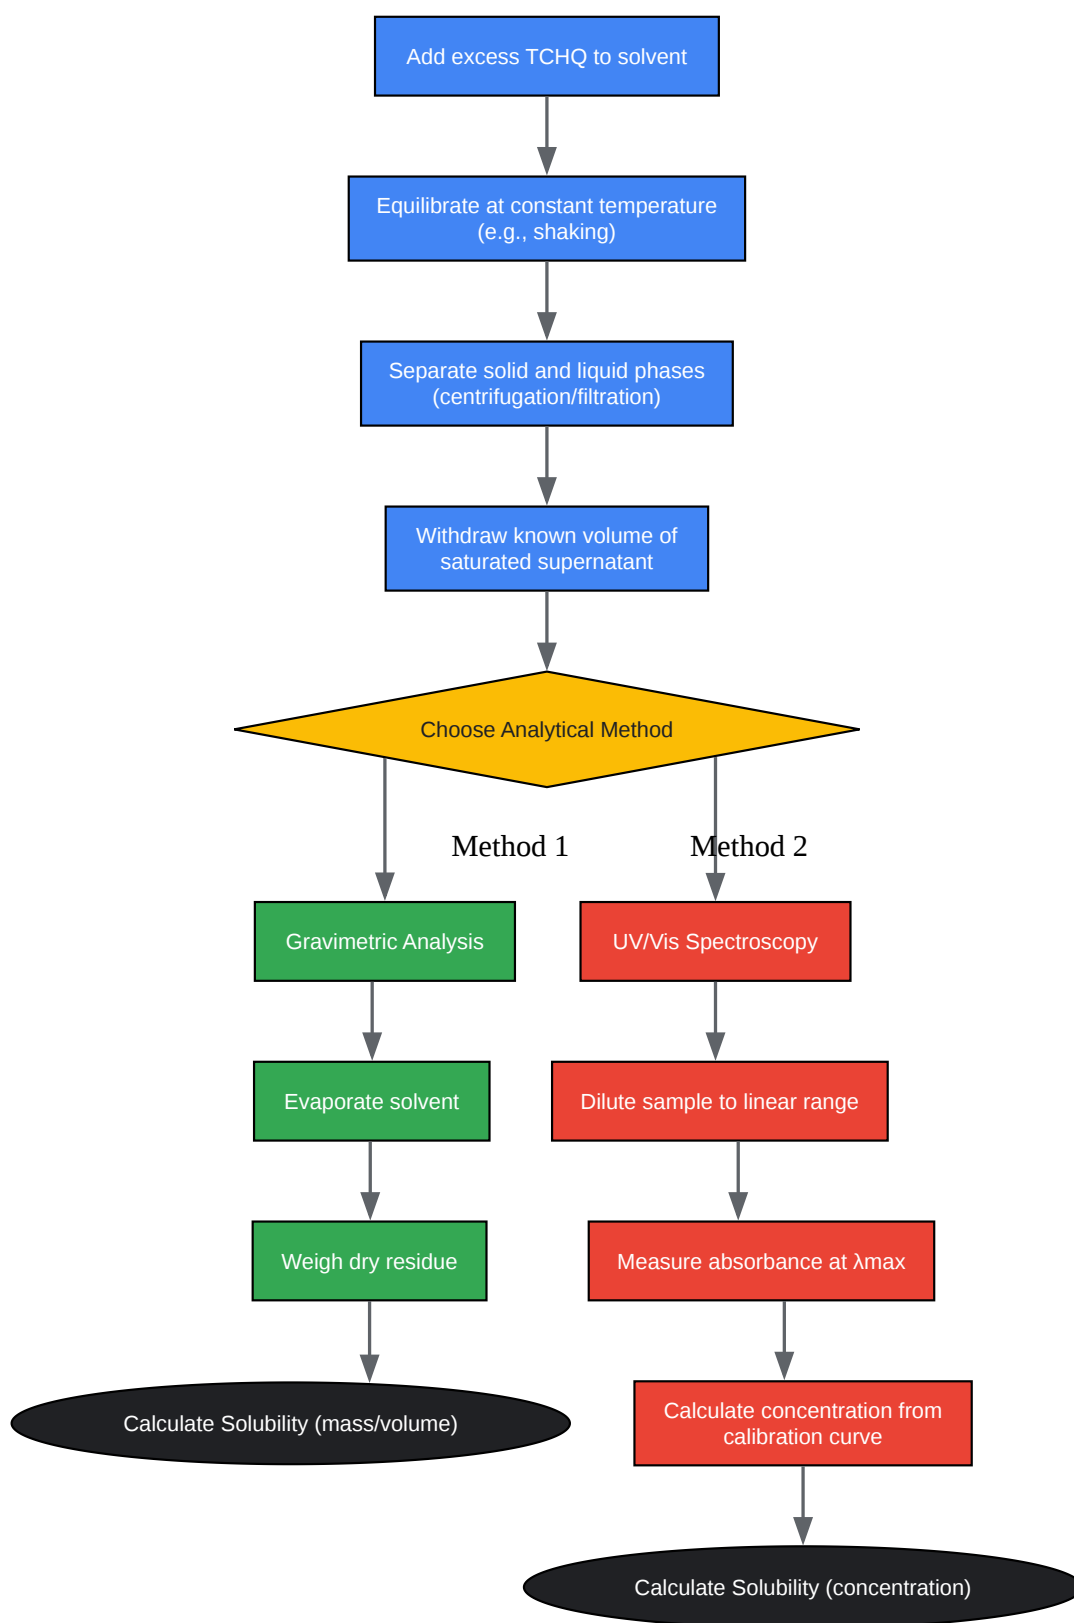 Add excess TCHQ to solvent
Equilibrate at constant temperature
(e.g., shaking)
Separate solid and liquid phases
(centrifugation/filtration)
Withdraw known volume of
saturated supernatant
Choose Analytical Method
Method 1
Method 2
Gravimetric Analysis
UV/Vis Spectroscopy
Evaporate solvent
Dilute sample to linear range
Weigh dry residue
Measure absorbance at λmax
Calculate Solubility (mass/volume)
Calculate concentration from
calibration curve
Calculate Solubility (concentration)